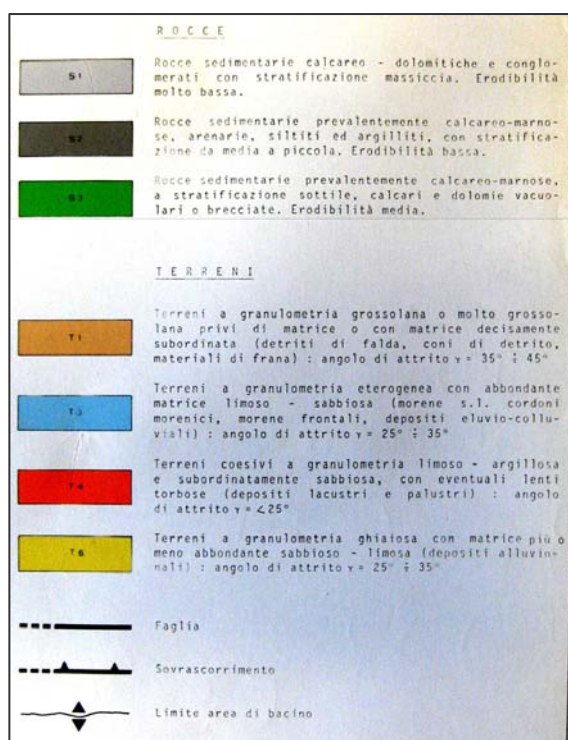 ROCCE
S1
Rocce sedimentarie calcareo - dolomitiche e conglo-
merati con stratificazione massiccia. Erodibilità
molto bassa.
S2
Rocce sedimentarie prevalentemente calcareo-marno-
se, arenarie, siltiti ed argilliti, con stratifica-
zione da media a piccola. Erodibilità bassa.
S3
Rocce sedimentarie prevalentemente calcareo-marnose,
a stratificazione sottile, calcari e dolomie vacuo-
lari o brecciate. Erodibilità media.
TERRENI
T1
Terreni a granulometria grossolana o molto grosso-
lana privi di matrice o con matrice decisamente
subordinata (detriti di falda, coni di detrito,
materiali di frana) : angolo di attrito γ = 35° ÷ 45°
Terreni a granulometria eterogenea con abbondante
matrice limoso - sabbiosa (morene s.l. cordoni
morenici, morene frontali, depositi eluvio-collu-
viali) : angolo di attrito γ = 25° ÷ 35°
T4
Terreni coesivi a granulometria limoso - argillosa
e subordinatamente sabbiosa, con eventuali lenti
torbose (depositi lacustri e palustri) : angolo
di attrito γ = <25°
Terreni a granulometria ghiaiosa con matrice più o
meno abbondante sabbioso - limosa (depositi alluvio-
nali) : angolo di attrito γ = 25° ÷ 35°
Faglia
Sovrascorrimento
Limite area di bacino